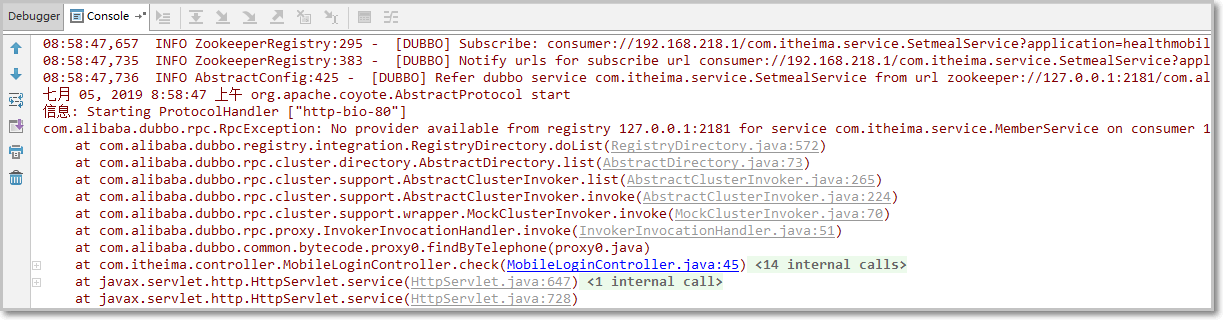 Debugger Console
08:58:47,657 INFO ZookeeperRegistry:295 - [DUBBO] Subscribe: consumer://192.168.218.1/com.itheima.service.SetmealService?application=healthmobil
08:58:47,735 INFO ZookeeperRegistry:383 - [DUBBO] Notify urls for subscribe url consumer://192.168.218.1/com.itheima.service.SetmealService?appl
08:58:47,736 INFO AbstractConfig:425 - [DUBBO] Refer dubbo service com.itheima.service.SetmealService from url zookeeper://127.0.0.1:2181/com.al
七月 05, 2019 8:58:47 上午 org.apache.coyote.AbstractProtocol start
信息: Starting ProtocolHandler ["http-bio-80"]
com.alibaba.dubbo.rpc.RpcException: No provider available from registry 127.0.0.1:2181 for service com.itheima.service.MemberService on consumer 1
at com.alibaba.dubbo.registry.integration.RegistryDirectory.doList(RegistryDirectory.java:572)
at com.alibaba.dubbo.rpc.cluster.directory.AbstractDirectory.list(AbstractDirectory.java:73)
at com.alibaba.dubbo.rpc.cluster.support.AbstractClusterInvoker.list(AbstractClusterInvoker.java:265)
at com.alibaba.dubbo.rpc.cluster.support.AbstractClusterInvoker.invoke(AbstractClusterInvoker.java:224)
at com.alibaba.dubbo.rpc.cluster.support.wrapper.MockClusterInvoker.invoke(MockClusterInvoker.java:70)
at com.alibaba.dubbo.rpc.proxy.InvokerInvocationHandler.invoke(InvokerInvocationHandler.java:51)
at com.alibaba.dubbo.common.bytecode.proxy0.findByTelephone(proxy0.java)
at com.itheima.controller.MobileLoginController.check(MobileLoginController.java:45) <14 internal calls>
at javax.servlet.http.HttpServlet.service(HttpServlet.java:647) <1 internal call>
at javax.servlet.http.HttpServlet.service(HttpServlet.java:728)